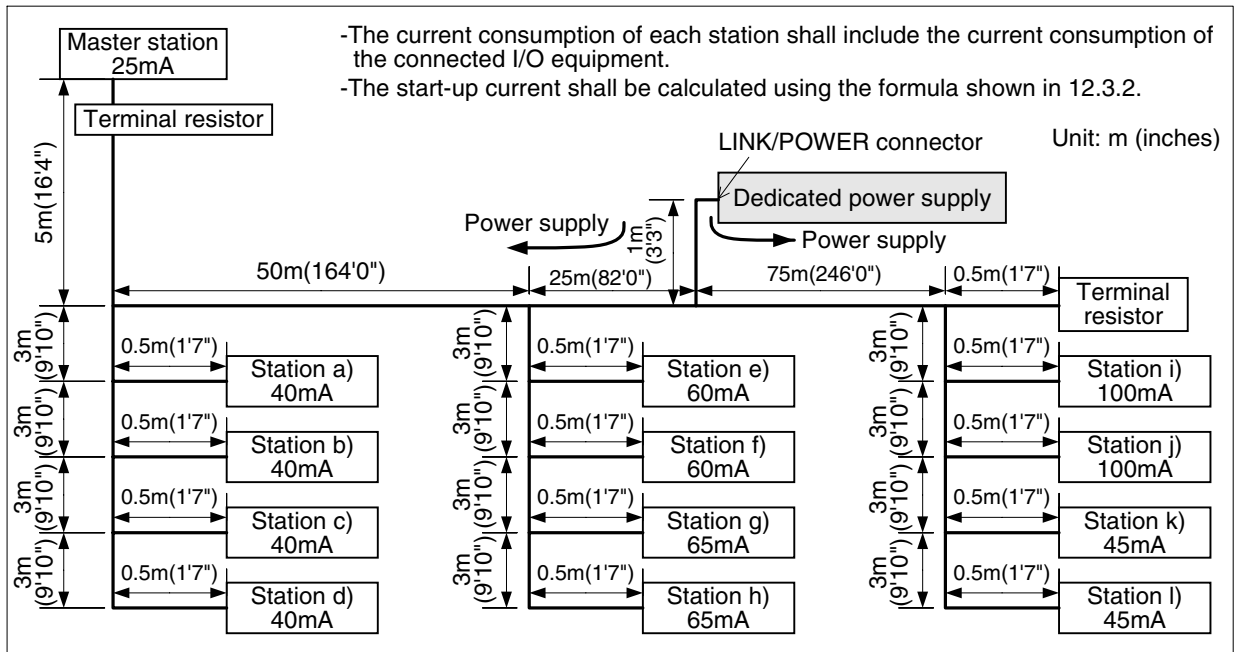 Master station
25mA
-The current consumption of each station shall include the current consumption of
the connected I/O equipment.
-The start-up current shall be calculated using the formula shown in 12.3.2.
Terminal resistor
Unit: m (inches)
LINK/POWER connector
5m(16'4")
Dedicated power supply
Power supply
1m
(3'3")
Power supply
50m(164'0")
25m(82'0")
75m(246'0")
0.5m(1'7")
Terminal
resistor
3m
(9'10")
0.5m(1'7")
Station a)
40mA
3m
(9'10")
0.5m(1'7")
Station e)
60mA
3m
(9'10")
0.5m(1'7")
Station i)
100mA
3m
(9'10")
0.5m(1'7")
Station b)
40mA
3m
(9'10")
0.5m(1'7")
Station f)
60mA
3m
(9'10")
0.5m(1'7")
Station j)
100mA
3m
(9'10")
0.5m(1'7")
Station c)
40mA
3m
(9'10")
0.5m(1'7")
Station g)
65mA
3m
(9'10")
0.5m(1'7")
Station k)
45mA
3m
(9'10")
0.5m(1'7")
Station d)
40mA
3m
(9'10")
0.5m(1'7")
Station h)
65mA
3m
(9'10")
0.5m(1'7")
Station l)
45mA